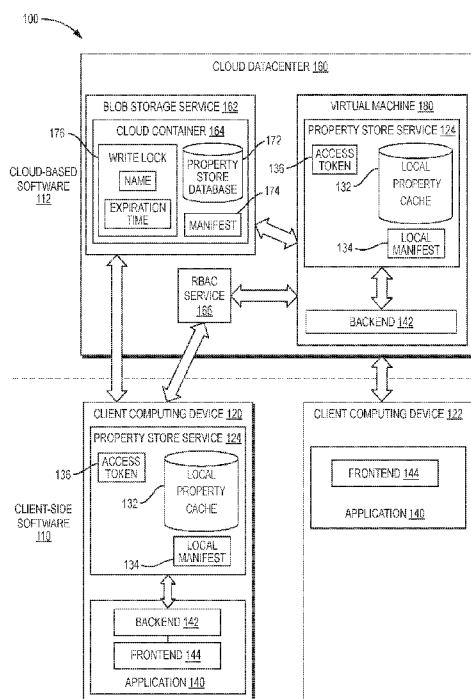 100
CLOUD DATACENTER 160
BLOB STORAGE SERVICE 162
CLOUD CONTAINER 164
176
WRITE LOCK
NAME
EXPIRATION
TIME
172
PROPERTY
STORE
DATABASE
174
MANIFEST
VIRTUAL MACHINE 180
PROPERTY STORE SERVICE 124
136
ACCESS
TOKEN
132
LOCAL
PROPERTY
CACHE
134
LOCAL
MANIFEST
BACKEND 142
CLOUD-BASED
SOFTWARE 112
RBAC
SERVICE
166
CLIENT COMPUTING DEVICE 120
PROPERTY STORE SERVICE 124
136
ACCESS
TOKEN
132
LOCAL
PROPERTY
CACHE
134
LOCAL
MANIFEST
BACKEND 142
FRONTEND 144
APPLICATION 140
CLIENT-SIDE
SOFTWARE
110
CLIENT COMPUTING DEVICE 122
FRONTEND 144
APPLICATION 140